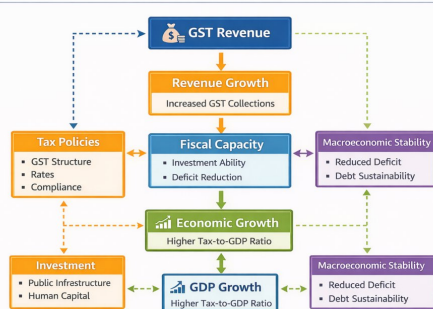 GST Revenue
Revenue Growth
Increased GST Collections
Tax Policies
▪ GST Structure
▪ Rates
▪ Compliance
Fiscal Capacity
▪ Investment Ability
▪ Deficit Reduction
Macroeconomic Stability
▪ Reduced Deficit
▪ Debt Sustainability
Economic Growth
Higher Tax-to-GDP Ratio
Investment
▪ Public Infrastructure
▪ Human Capital
GDP Growth
Higher Tax-to-GDP Ratio
Macroeconomic Stability
▪ Reduced Deficit
▪ Debt Sustainability